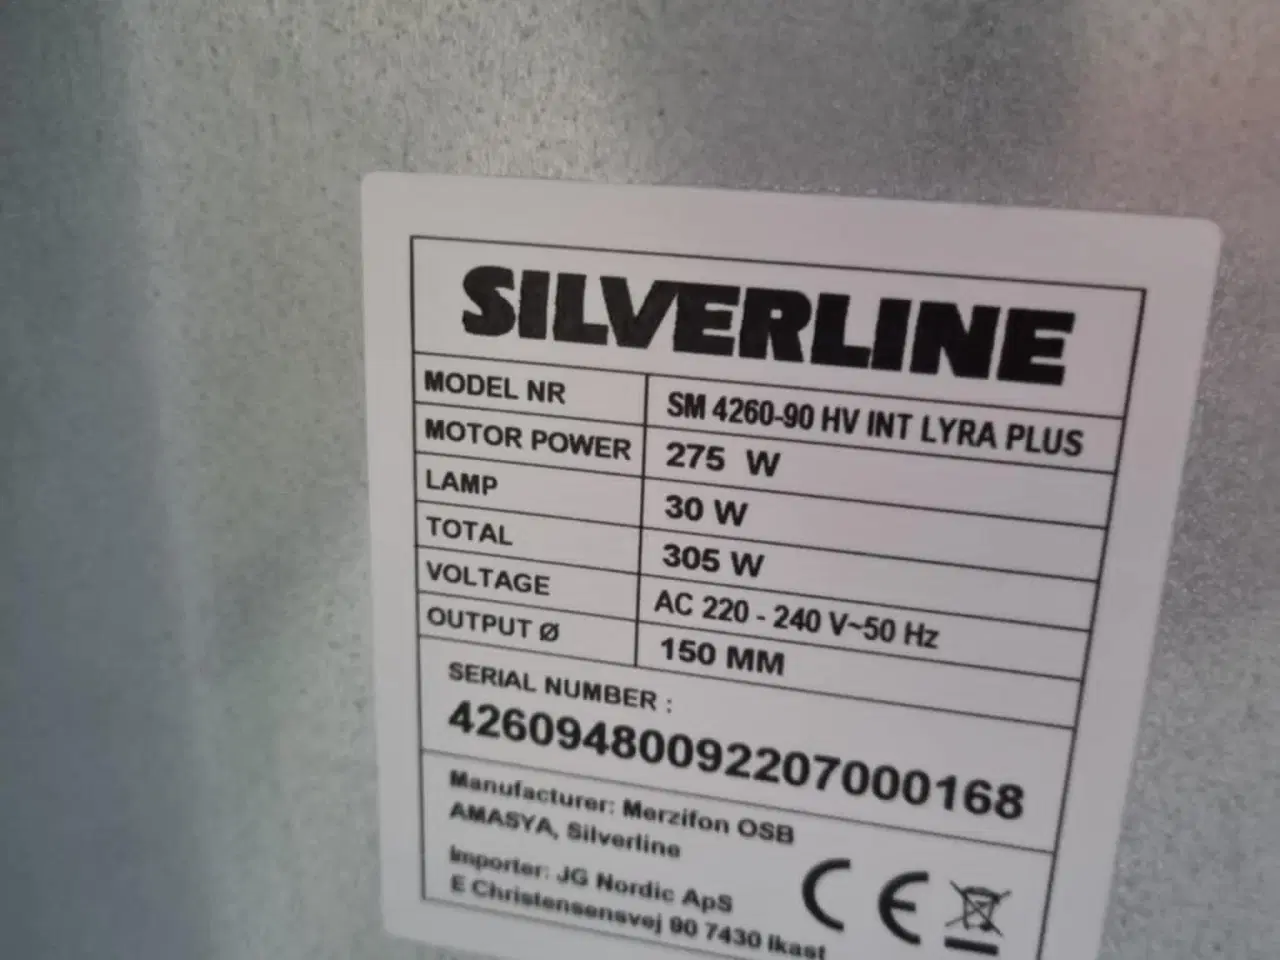 SILVERLINE
MODEL NR SM 4260-90 HV INT LYRA PLUS
MOTOR POWER 275 W
LAMP 30 W
TOTAL 305 W
VOLTAGE AC 220 - 240 V~50 Hz
OUTPUT Ø 150 MM
SERIAL NUMBER :
42609480092207000168
Manufacturer: Merzifon OSB
AMASYA, Silverline
Importer: JG Nordic ApS
E Christensensvej 90 7430 Ikast
CE